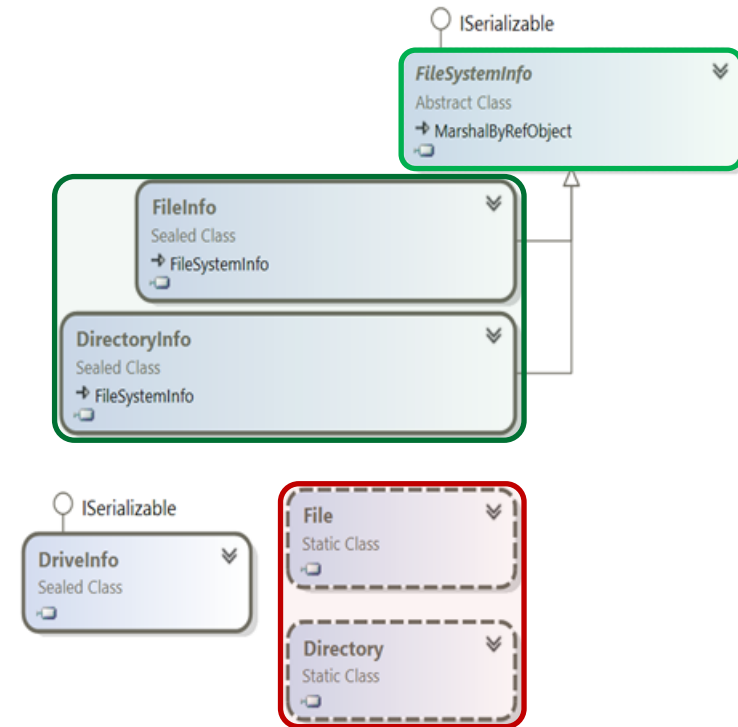 ISerializable
FileSystemInfo
Abstract Class
MarshalByRefObject
FileInfo
Sealed Class
FileSystemInfo
DirectoryInfo
Sealed Class
FileSystemInfo
ISerializable
DriveInfo
Sealed Class
File
Static Class
Directory
Static Class